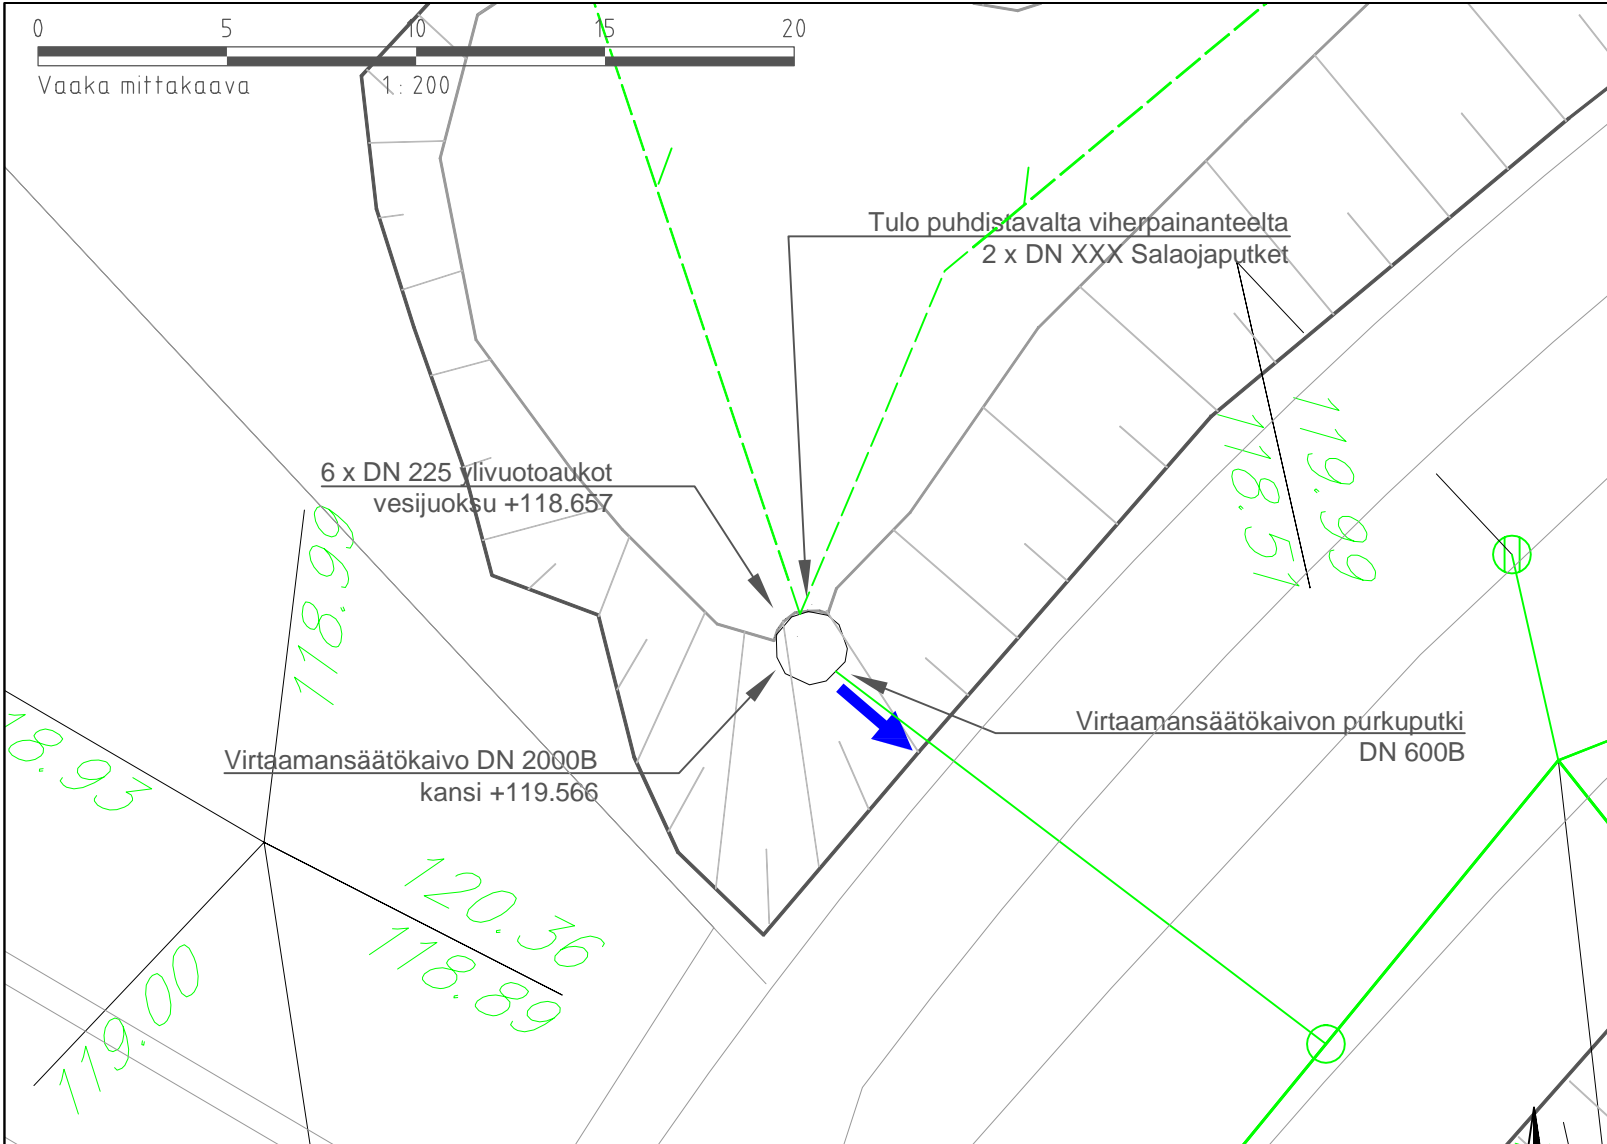 0 5 10 15 20
Vaaka mittakaava 1:200
Tulo puhdistavalta viherpainanteelta
2 x DN XXX Salaojaputket
6 x DN 225 ylivuotoaukot
vesijuoksu +118.657
119.99
118.51
118.99
Virtaamansäätökaivon purkuputki
DN 600B
Virtaamansäätökaivo DN 2000B
kansi +119.566
18.93
120.36
118.89
119.00